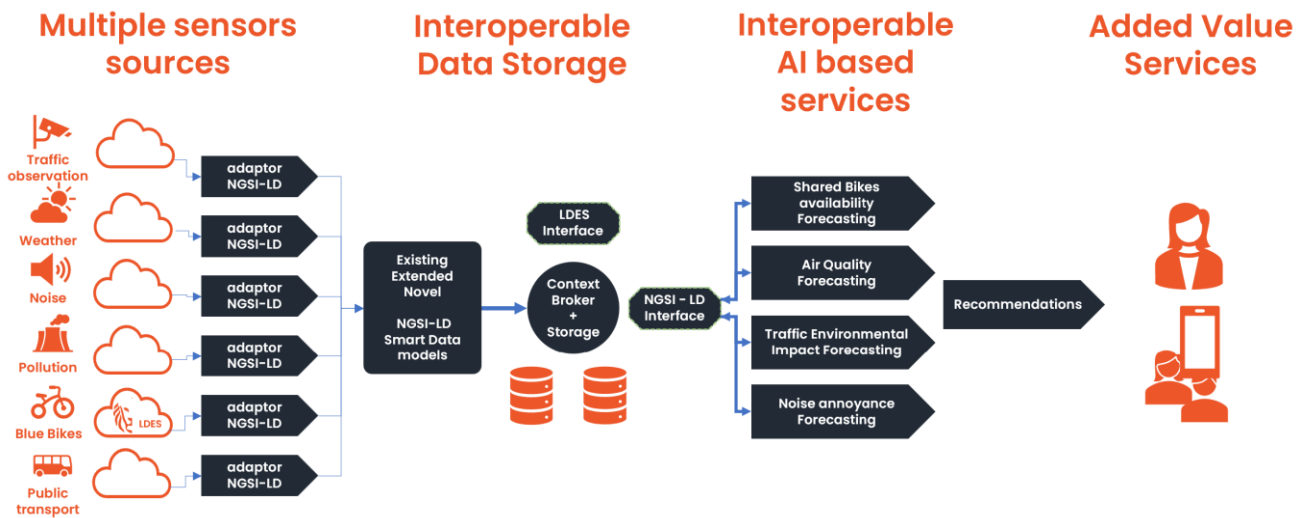 Multiple sensors
sources
Interoperable
Data Storage
Interoperable
AI based
services
Added Value
Services
Traffic
observation
adaptor
NGSI-LD
Weather
adaptor
NGSI-LD
Noise
adaptor
NGSI-LD
Pollution
adaptor
NGSI-LD
Blue Bikes
LDES
adaptor
NGSI-LD
Public
transport
adaptor
NGSI-LD
Existing
Extended
Novel
NGSI-LD
Smart Data
models
LDES
Interface
Context
Broker
+
Storage
NGSI - LD
Interface
Shared Bikes
availability
Forecasting
Air Quality
Forecasting
Traffic Environmental
Impact Forecasting
Noise annoyance
Forecasting
Recommendations